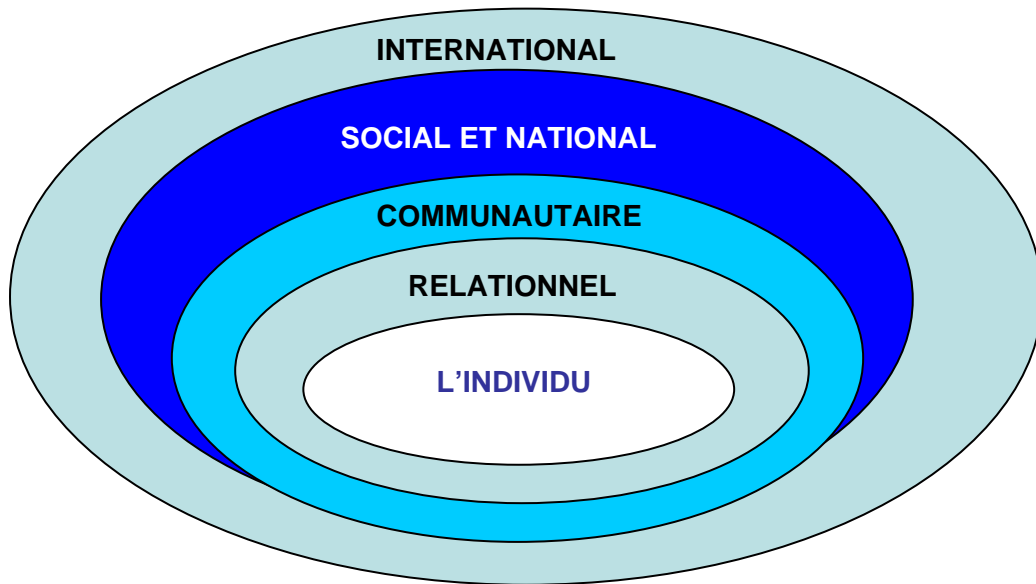 INTERNATIONAL
SOCIAL ET NATIONAL
COMMUNAUTAIRE
RELATIONNEL
L’INDIVIDU